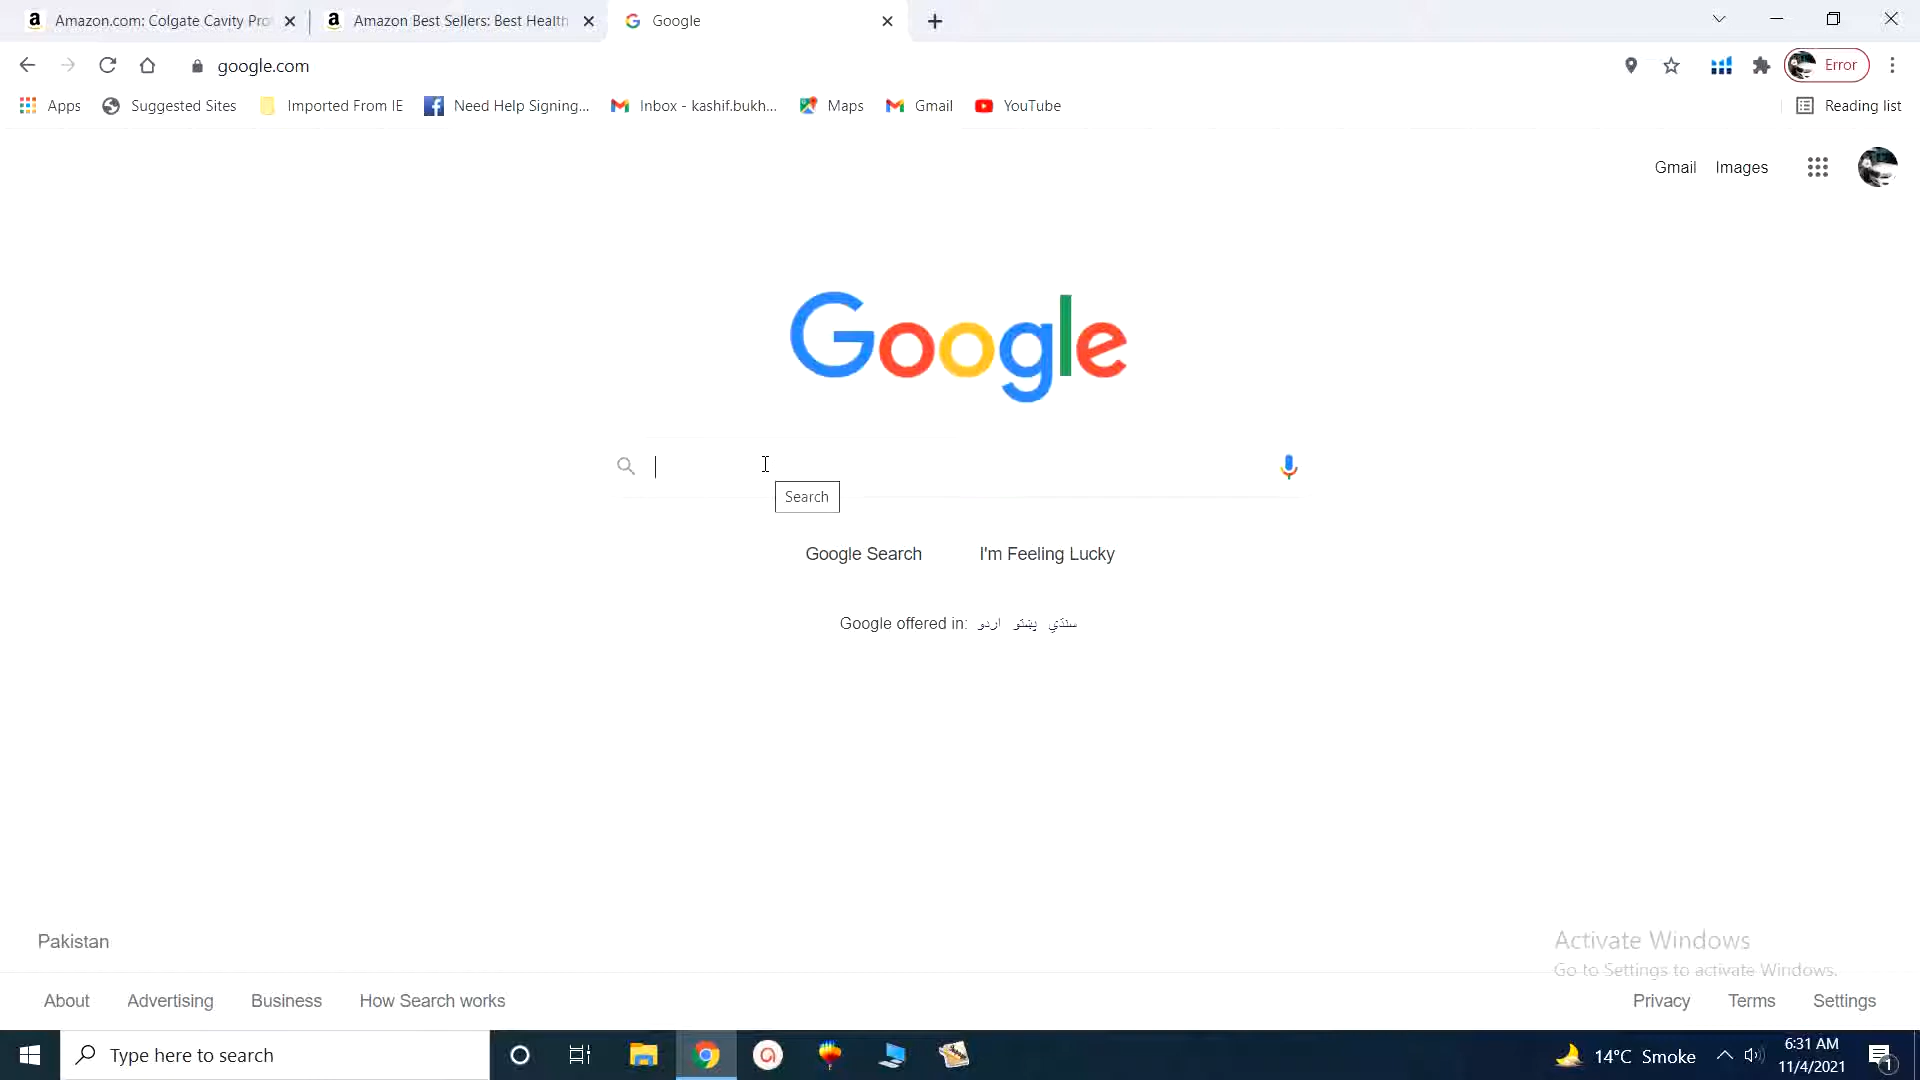 Amazon.com: Colgate Cavity Pro
Amazon Best Sellers: Best Health
Google
google.com
Error
Apps
Suggested Sites
Imported From IE
Need Help Signing...
Inbox - kashif.bukh...
Maps
Gmail
YouTube
Reading list
Gmail
Images
Google
Search
Google Search
I'm Feeling Lucky
Google offered in: اردو پښتو سنڌي
Pakistan
Activate Windows
Go to Settings to activate Windows.
About
Advertising
Business
How Search works
Privacy
Terms
Settings
Type here to search
14°C Smoke
6:31 AM
11/4/2021
1